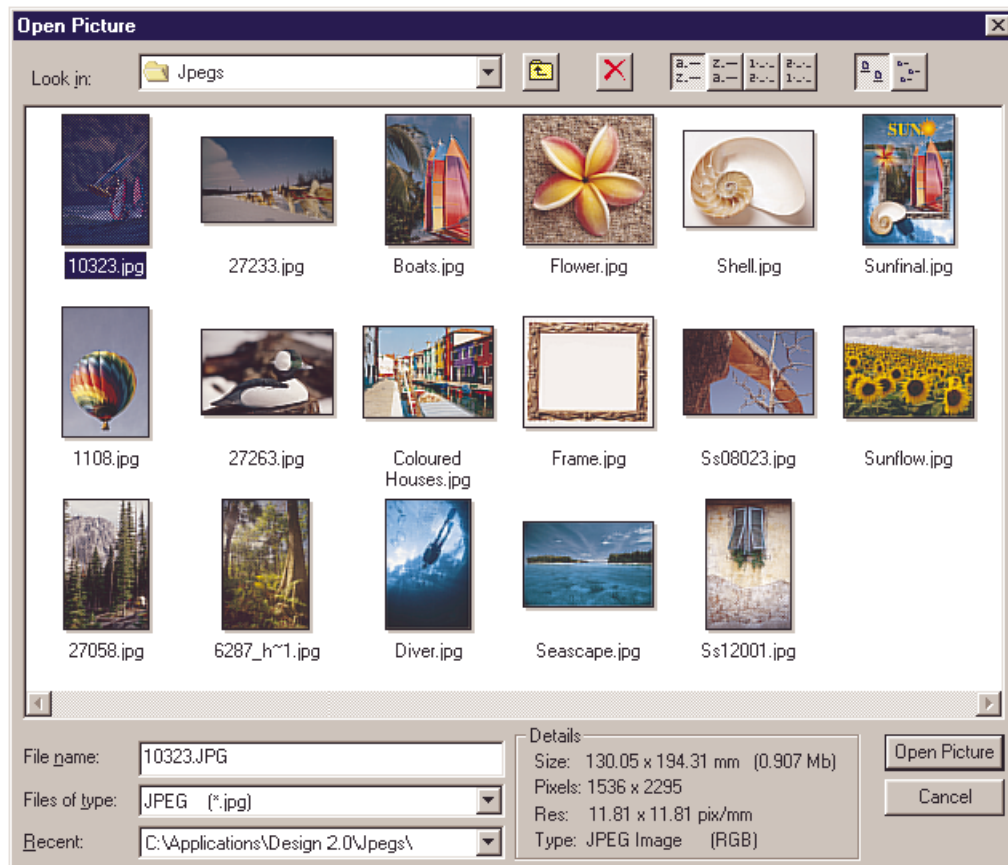 Open Picture
Look in: Jpegs
a.— z.—
z.— a.—
SUN
10323.jpg 27233.jpg Boats.jpg Flower.jpg Shell.jpg Sunfinal.jpg
1108.jpg 27263.jpg Coloured Houses.jpg Frame.jpg Ss08023.jpg Sunflow.jpg
27058.jpg 6287_h~1.jpg Diver.jpg Seascape.jpg Ss12001.jpg
File name: 10323.JPG
Files of type: JPEG (*.jpg)
Recent: C:\Applications\Design 2.0\Jpegs\
Details
Size: 130.05 x 194.31 mm (0.907 Mb)
Pixels: 1536 x 2295
Res: 11.81 x 11.81 pix/mm
Type: JPEG Image (RGB)
Open Picture
Cancel